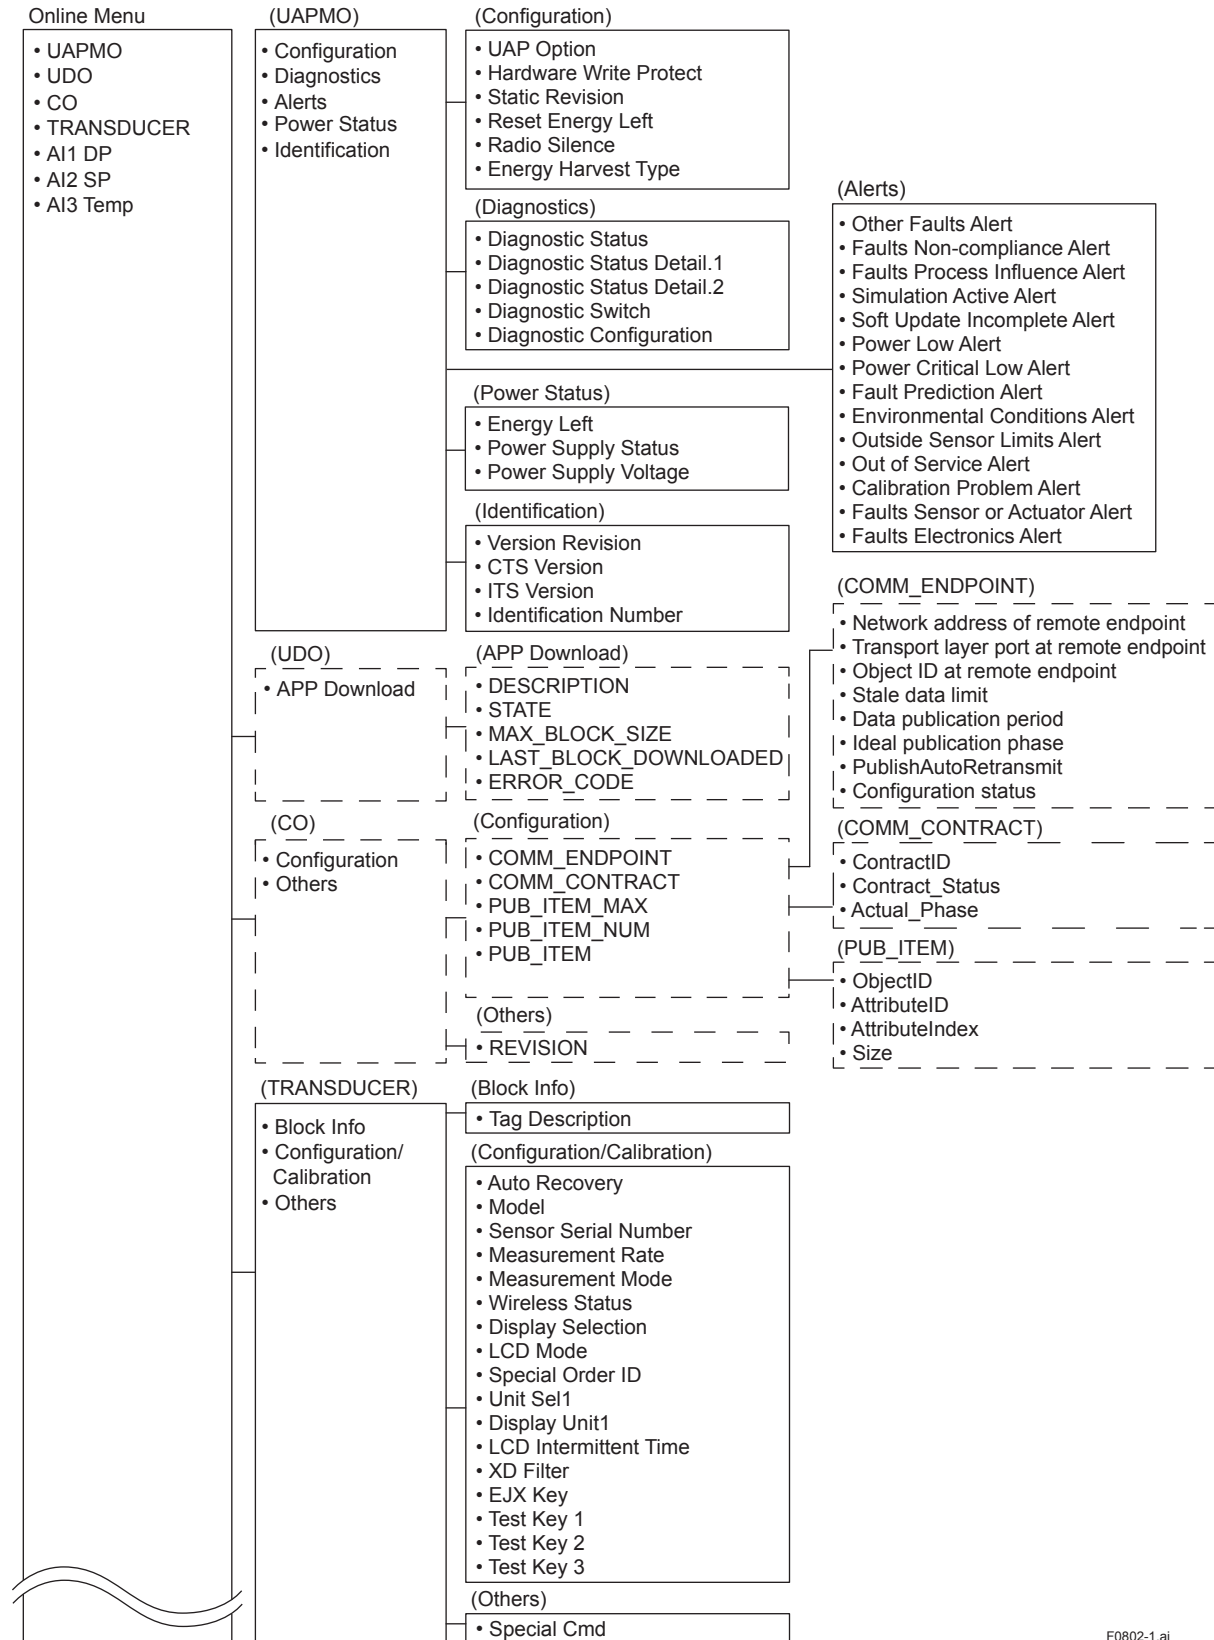 Online Menu
• UAPMO
• UDO
• CO
• TRANSDUCER
• AI1 DP
• AI2 SP
• AI3 Temp
(UAPMO)
• Configuration
• Diagnostics
• Alerts
• Power Status
• Identification
(Configuration)
• UAP Option
• Hardware Write Protect
• Static Revision
• Reset Energy Left
• Radio Silence
• Energy Harvest Type
(Diagnostics)
• Diagnostic Status
• Diagnostic Status Detail.1
• Diagnostic Status Detail.2
• Diagnostic Switch
• Diagnostic Configuration
(Alerts)
• Other Faults Alert
• Faults Non-compliance Alert
• Faults Process Influence Alert
• Simulation Active Alert
• Soft Update Incomplete Alert
• Power Low Alert
• Power Critical Low Alert
• Fault Prediction Alert
• Environmental Conditions Alert
• Outside Sensor Limits Alert
• Out of Service Alert
• Calibration Problem Alert
• Faults Sensor or Actuator Alert
• Faults Electronics Alert
(Power Status)
• Energy Left
• Power Supply Status
• Power Supply Voltage
(Identification)
• Version Revision
• CTS Version
• ITS Version
• Identification Number
(UDO)
• APP Download
(APP Download)
• DESCRIPTION
• STATE
• MAX_BLOCK_SIZE
• LAST_BLOCK_DOWNLOADED
• ERROR_CODE
(CO)
• Configuration
• Others
(Configuration)
• COMM_ENDPOINT
• COMM_CONTRACT
• PUB_ITEM_MAX
• PUB_ITEM_NUM
• PUB_ITEM
(COMM_ENDPOINT)
• Network address of remote endpoint
• Transport layer port at remote endpoint
• Object ID at remote endpoint
• Stale data limit
• Data publication period
• Ideal publication phase
• PublishAutoRetransmit
• Configuration status
(COMM_CONTRACT)
• ContractID
• Contract_Status
• Actual_Phase
(PUB_ITEM)
• ObjectID
• AttributeID
• AttributeIndex
• Size
(Others)
• REVISION
(TRANSDUCER)
• Block Info
• Configuration/
Calibration
• Others
(Block Info)
• Tag Description
(Configuration/Calibration)
• Auto Recovery
• Model
• Sensor Serial Number
• Measurement Rate
• Measurement Mode
• Wireless Status
• Display Selection
• LCD Mode
• Special Order ID
• Unit Sel1
• Display Unit1
• LCD Intermittent Time
• XD Filter
• EJX Key
• Test Key 1
• Test Key 2
• Test Key 3
(Others)
• Special Cmd
F0802-1.ai